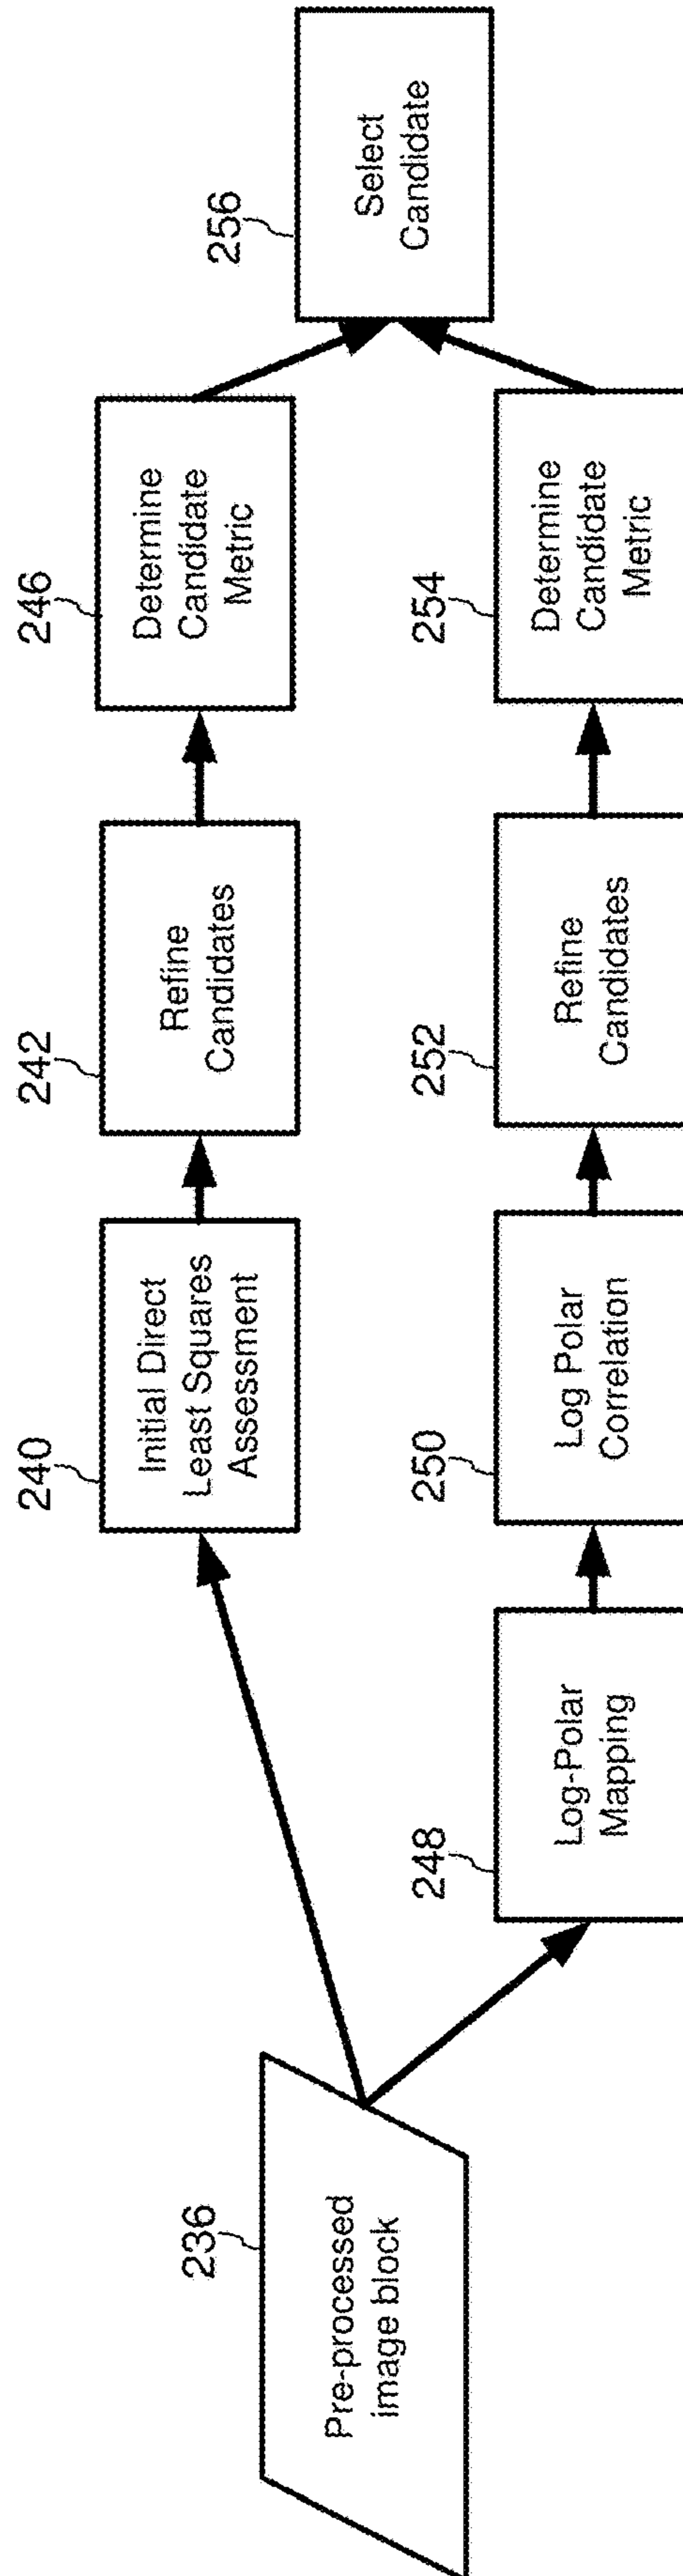 236
Pre-processed
image block
240
Initial Direct
Least Squares
Assessment
242
Refine
Candidates
246
Determine
Candidate
Metric
248
Log-Polar
Mapping
250
Log Polar
Correlation
252
Refine
Candidates
254
Determine
Candidate
Metric
256
Select
Candidate